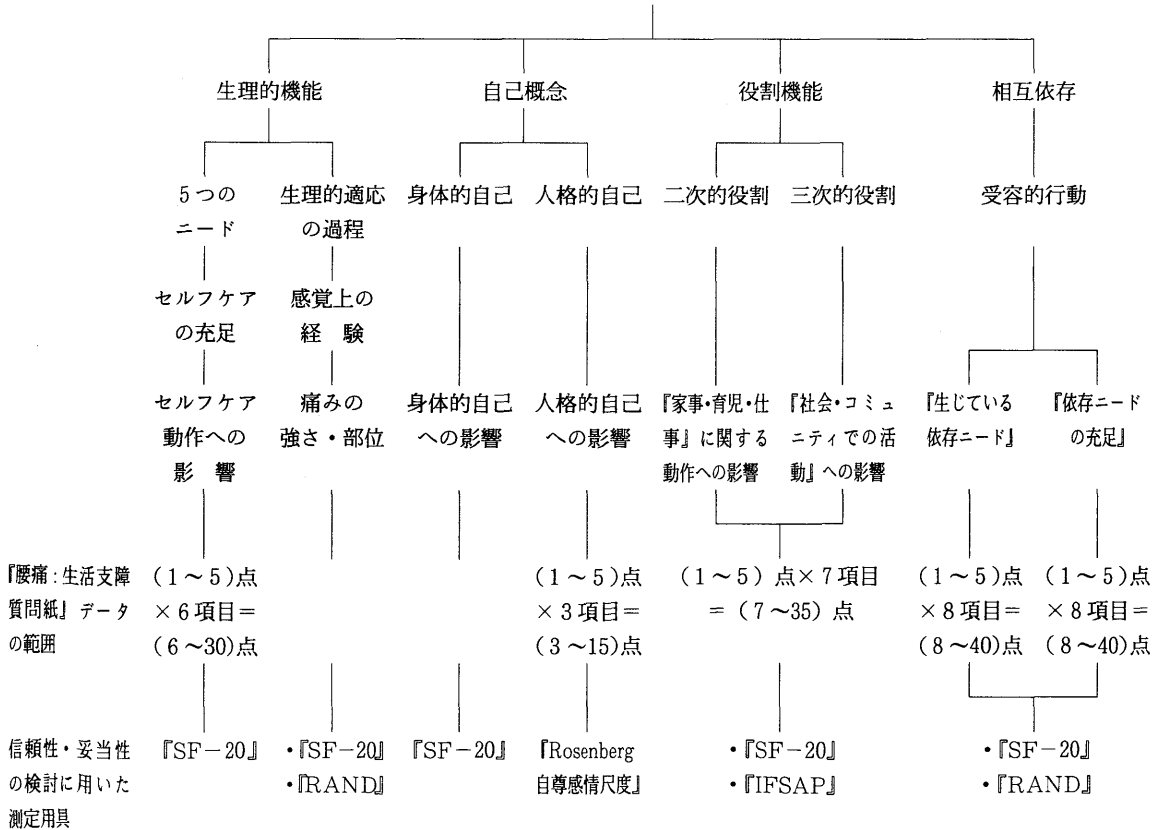 生理的機能 自己概念 役割機能 相互依存
5つの 生理的適応 身体的自己 人格的自己 二次的役割 三次的役割 受容的行動
ニード の過程
セルフケア 感覚上の
の充足 経 験
セルフケア 痛みの 身体的自己 人格的自己 『家事・育児・仕 『社会・コミュ 『生じている 『依存ニード
動作への 強さ・部位 への影響 への影響 事』に関する ニティでの活 依存ニード』 の充足』
影 響 動作への影響 動』への影響
『腰痛:生活支障 (1～5)点 (1～5)点 (1～5) 点×7項目 (1～5)点 (1～5)点
質問紙』データ ×6項目= ×3項目= =(7～35) 点 ×8項目= ×8項目=
の範囲 (6～30)点 (3～15)点 (8～40)点 (8～40)点
信頼性・妥当性 『SF－20』 ・『SF－20』 『SF－20』 『Rosenberg ・『SF－20』 ・『SF－20』
の検討に用いた ・『RAND』 自尊感情尺度』 ・『IFSAP』 ・『RAND』
測定用具